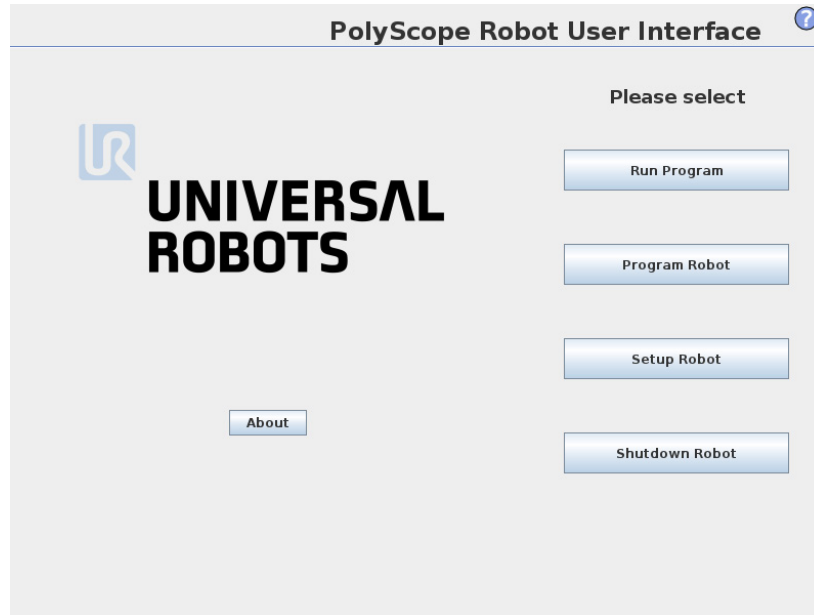 PolyScope Robot User Interface
?
Please select
UR
UNIVERSAL
ROBOTS
Run Program
Program Robot
Setup Robot
About
Shutdown Robot